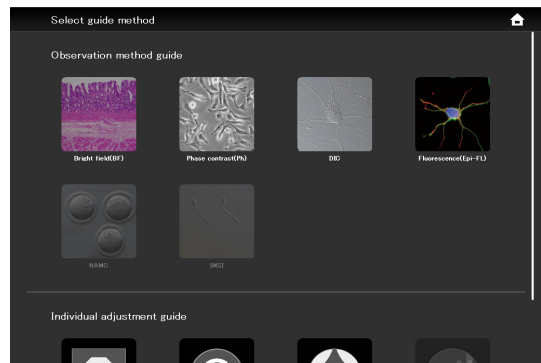 Select guide method
Observation method guide
Bright field(BF)
Phase contrast(Ph)
DIC
Fluorescence(Epi-FL)
NAMC
IMSI
Individual adjustment guide